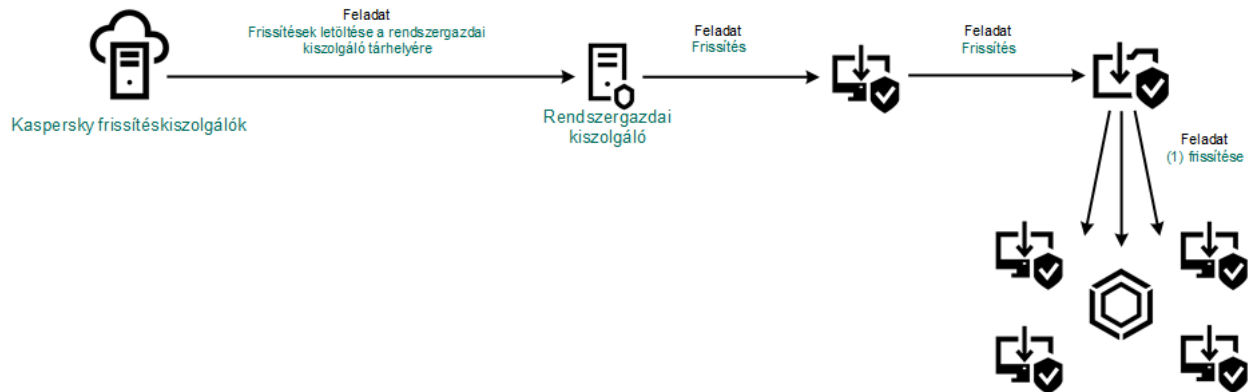 Feladat
Frissítések letöltése a rendszergazdai
kiszolgáló tárhelyére
Feladat
Frissítés
Feladat
Frissítés
Kaspersky frissítéskiszolgálók
Rendszergazdai
kiszolgáló
Feladat
(1) frissítése